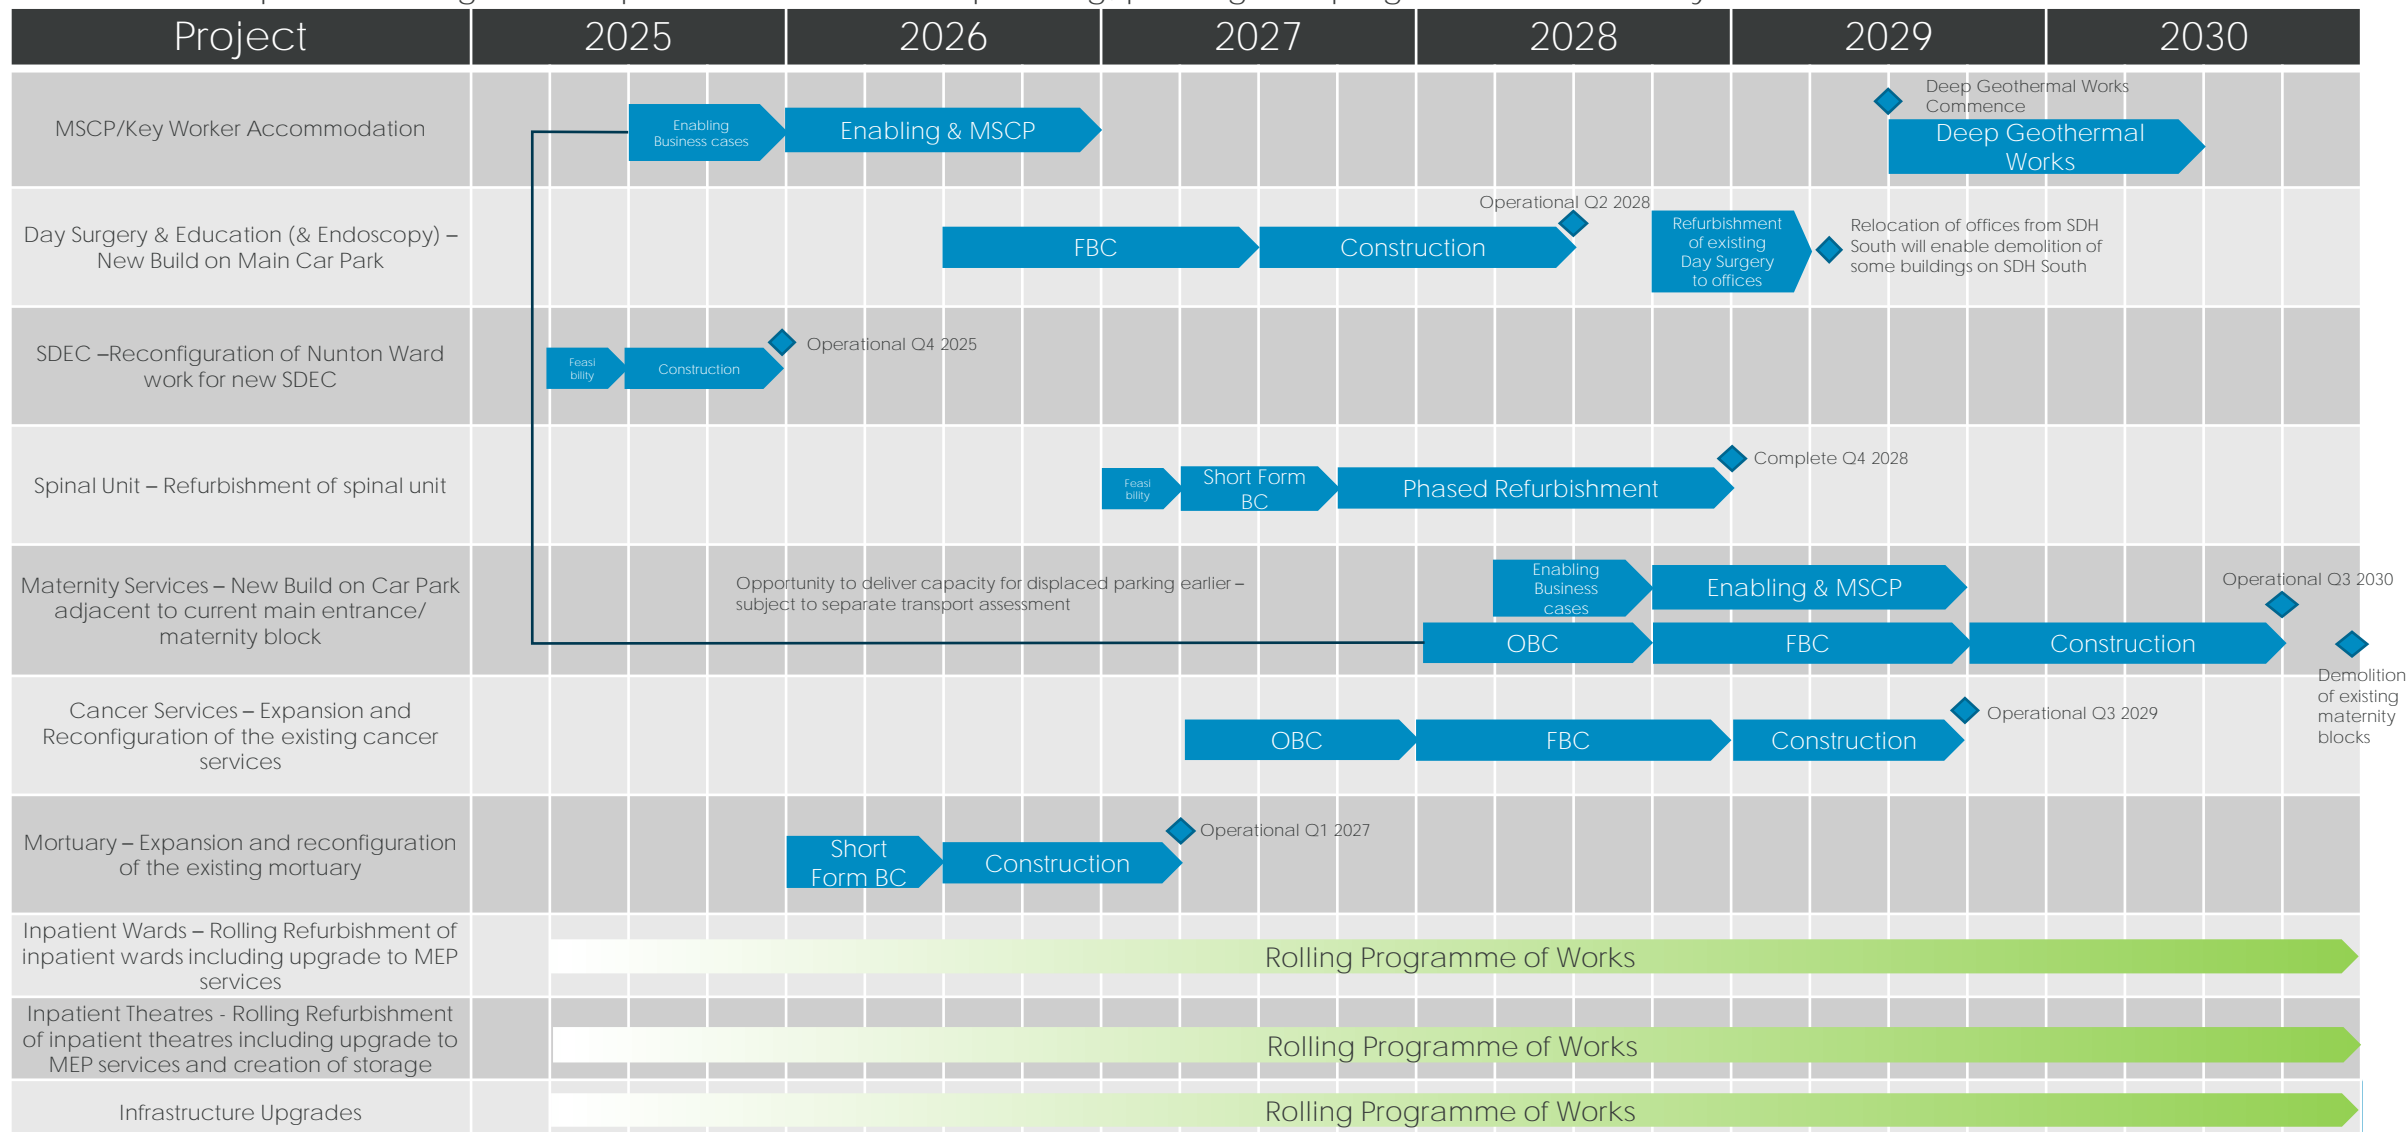 Project 2025 2026 2027 2028 2029 2030
MSCP/Key Worker Accommodation
Enabling
Business cases
Enabling & MSCP
Deep Geothermal Works
Commence
Deep Geothermal
Works
Day Surgery & Education (& Endoscopy) –
New Build on Main Car Park
FBC
Construction
Operational Q2 2028
Refurbishment
of existing
Day Surgery
to offices
Relocation of offices from SDH
South will enable demolition of
some buildings on SDH South
SDEC –Reconfiguration of Nunton Ward
work for new SDEC
Feasi
bility
Construction
Operational Q4 2025
Spinal Unit – Refurbishment of spinal unit
Feasi
bility
Short Form
BC
Phased Refurbishment
Complete Q4 2028
Maternity Services – New Build on Car Park
adjacent to current main entrance/
maternity block
Opportunity to deliver capacity for displaced parking earlier –
subject to separate transport assessment
Enabling
Business
cases
Enabling & MSCP
OBC
FBC
Construction
Operational Q3 2030
Demolition
of existing
maternity
blocks
Cancer Services – Expansion and
Reconfiguration of the existing cancer
services
OBC
FBC
Construction
Operational Q3 2029
Mortuary – Expansion and reconfiguration
of the existing mortuary
Short
Form BC
Construction
Operational Q1 2027
Inpatient Wards – Rolling Refurbishment of
inpatient wards including upgrade to MEP
services
Rolling Programme of Works
Inpatient Theatres - Rolling Refurbishment
of inpatient theatres including upgrade to
MEP services and creation of storage
Rolling Programme of Works
Infrastructure Upgrades
Rolling Programme of Works